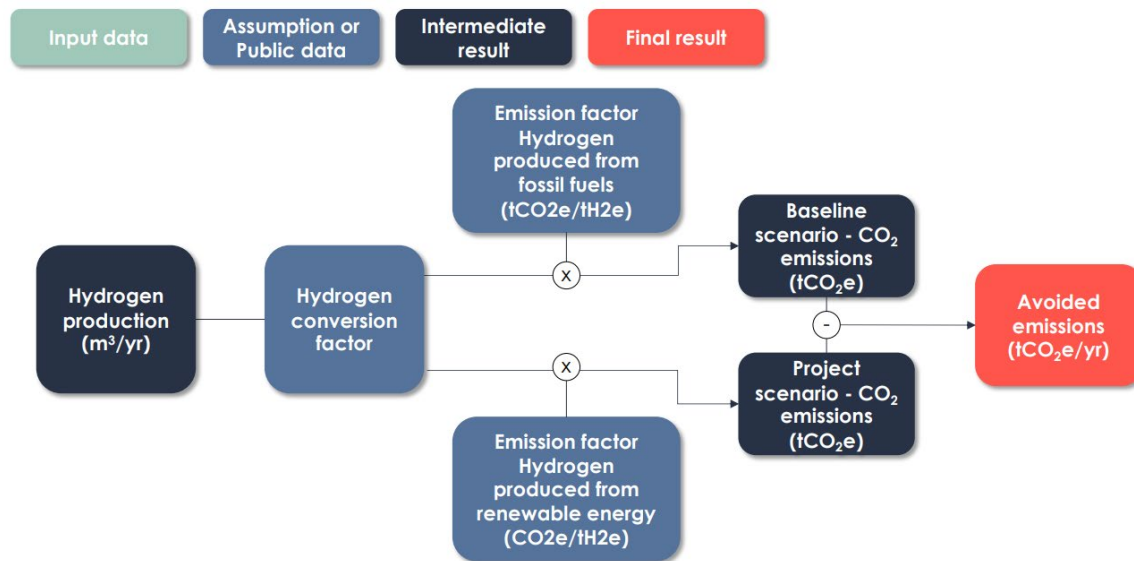 Input data
Assumption or
Public data
Intermediate
result
Final result
Emission factor
Hydrogen
produced from
fossil fuels
(tCO2e/tH2e)
Hydrogen
production
(m³/yr)
Hydrogen
conversion
factor
X
X
Emission factor
Hydrogen
produced from
renewable energy
(CO2e/tH2e)
Baseline
scenario - CO₂
emissions
(tCO₂e)
-
Project
scenario - CO₂
emissions
(tCO₂e)
Avoided
emissions
(tCO₂e/yr)